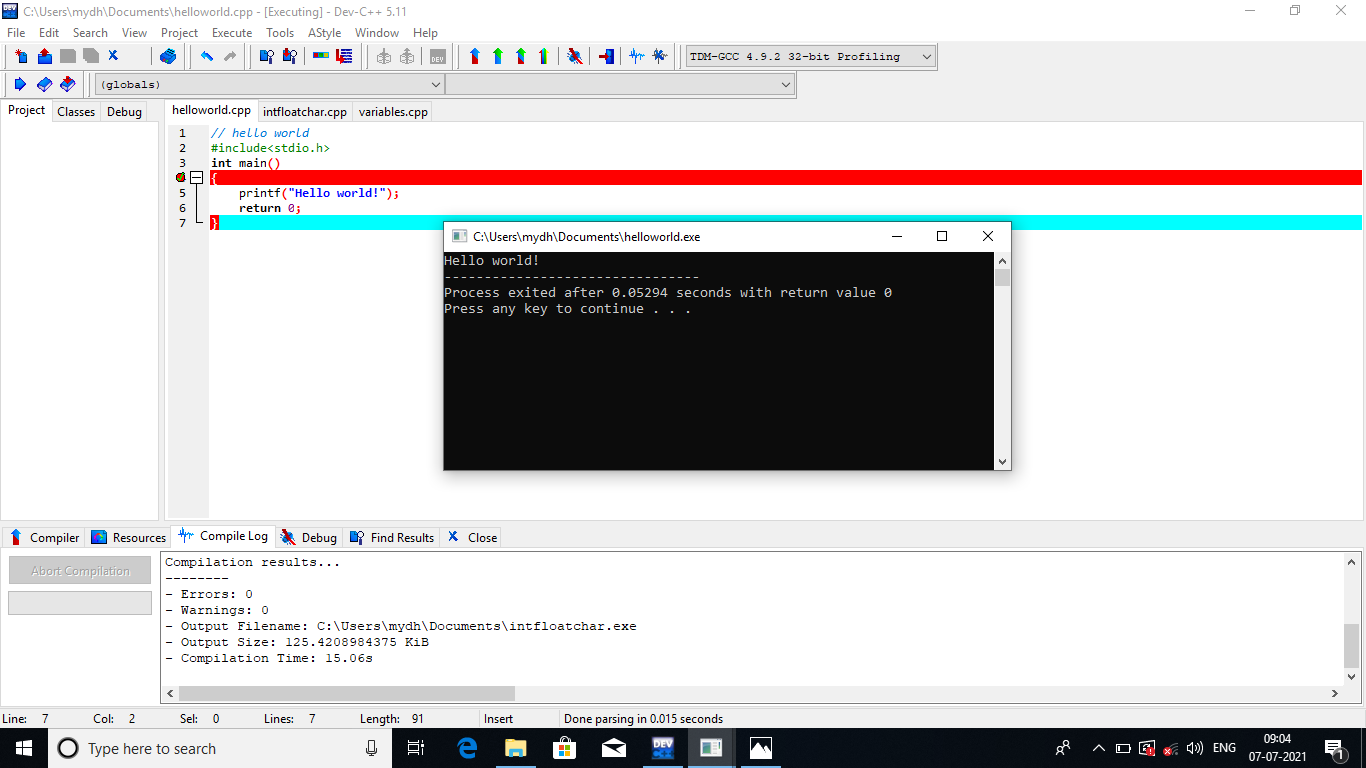 C:\Users\mydh\Documents\helloworld.cpp - [Executing] - Dev-C++ 5.11
File Edit Search View Project Execute Tools AStyle Window Help
TDM-GCC 4.9.2 32-bit Profiling
(globals)
Project Classes Debug
helloworld.cpp intfloatchar.cpp variables.cpp
1 // hello world
2 #include<stdio.h>
3 int main()
{
5 printf("Hello world!");
6 return 0;
7 }
C:\Users\mydh\Documents\helloworld.exe
Hello world!
--------------------------------
Process exited after 0.05294 seconds with return value 0
Press any key to continue . . .
Compiler Resources Compile Log Debug Find Results Close
Abort Compilation
Compilation results...
--------
- Errors: 0
- Warnings: 0
- Output Filename: C:\Users\mydh\Documents\intfloatchar.exe
- Output Size: 125.4208984375 KiB
- Compilation Time: 15.06s
Line: 7 Col: 2 Sel: 0 Lines: 7 Length: 91 Insert Done parsing in 0.015 seconds
Type here to search
DEV
ENG
09:04
07-07-2021
1